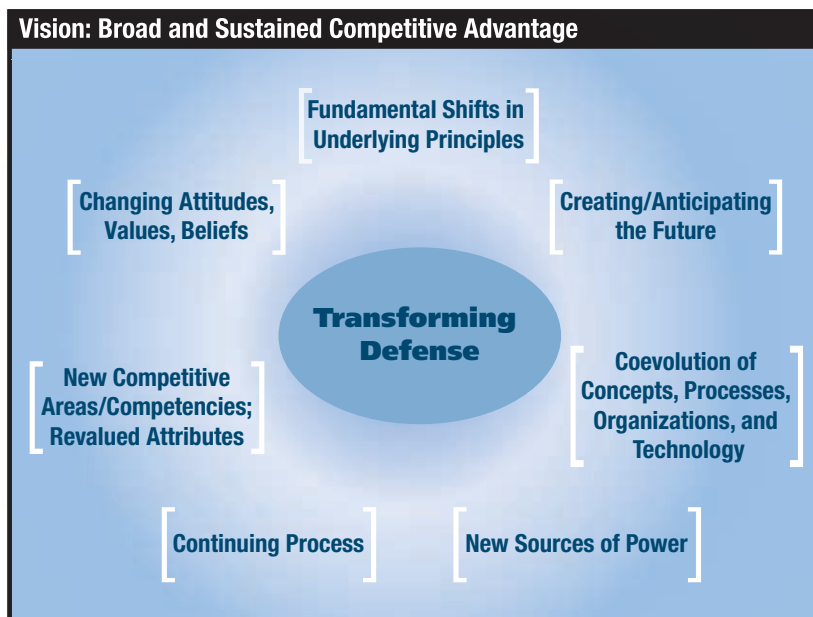 Vision: Broad and Sustained Competitive Advantage
Fundamental Shifts in
Underlying Principles
Changing Attitudes,
Values, Beliefs
Creating/Anticipating
the Future
Transforming
Defense
New Competitive
Areas/Competencies;
Revalued Attributes
Coevolution of
Concepts, Processes,
Organizations, and
Technology
Continuing Process
New Sources of Power